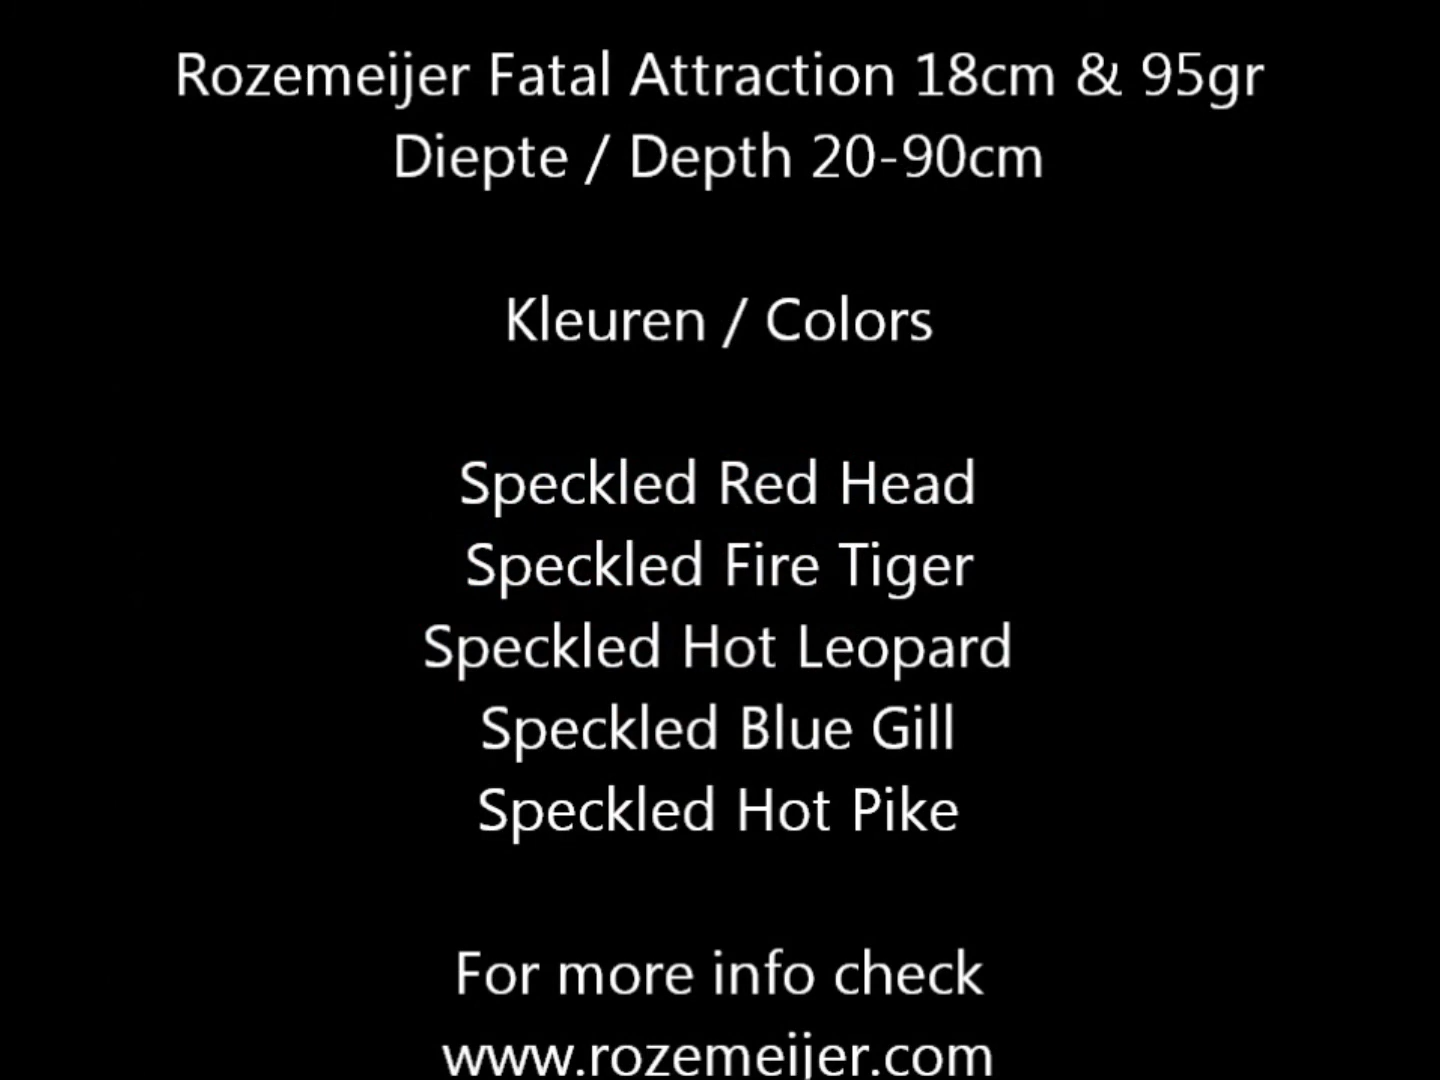 Rozemeijer Fatal Attraction 18cm & 95gr
Diepte / Depth 20-90cm
Kleuren / Colors
Speckled Red Head
Speckled Fire Tiger
Speckled Hot Leopard
Speckled Blue Gill
Speckled Hot Pike
For more info check
www.rozemeijer.com